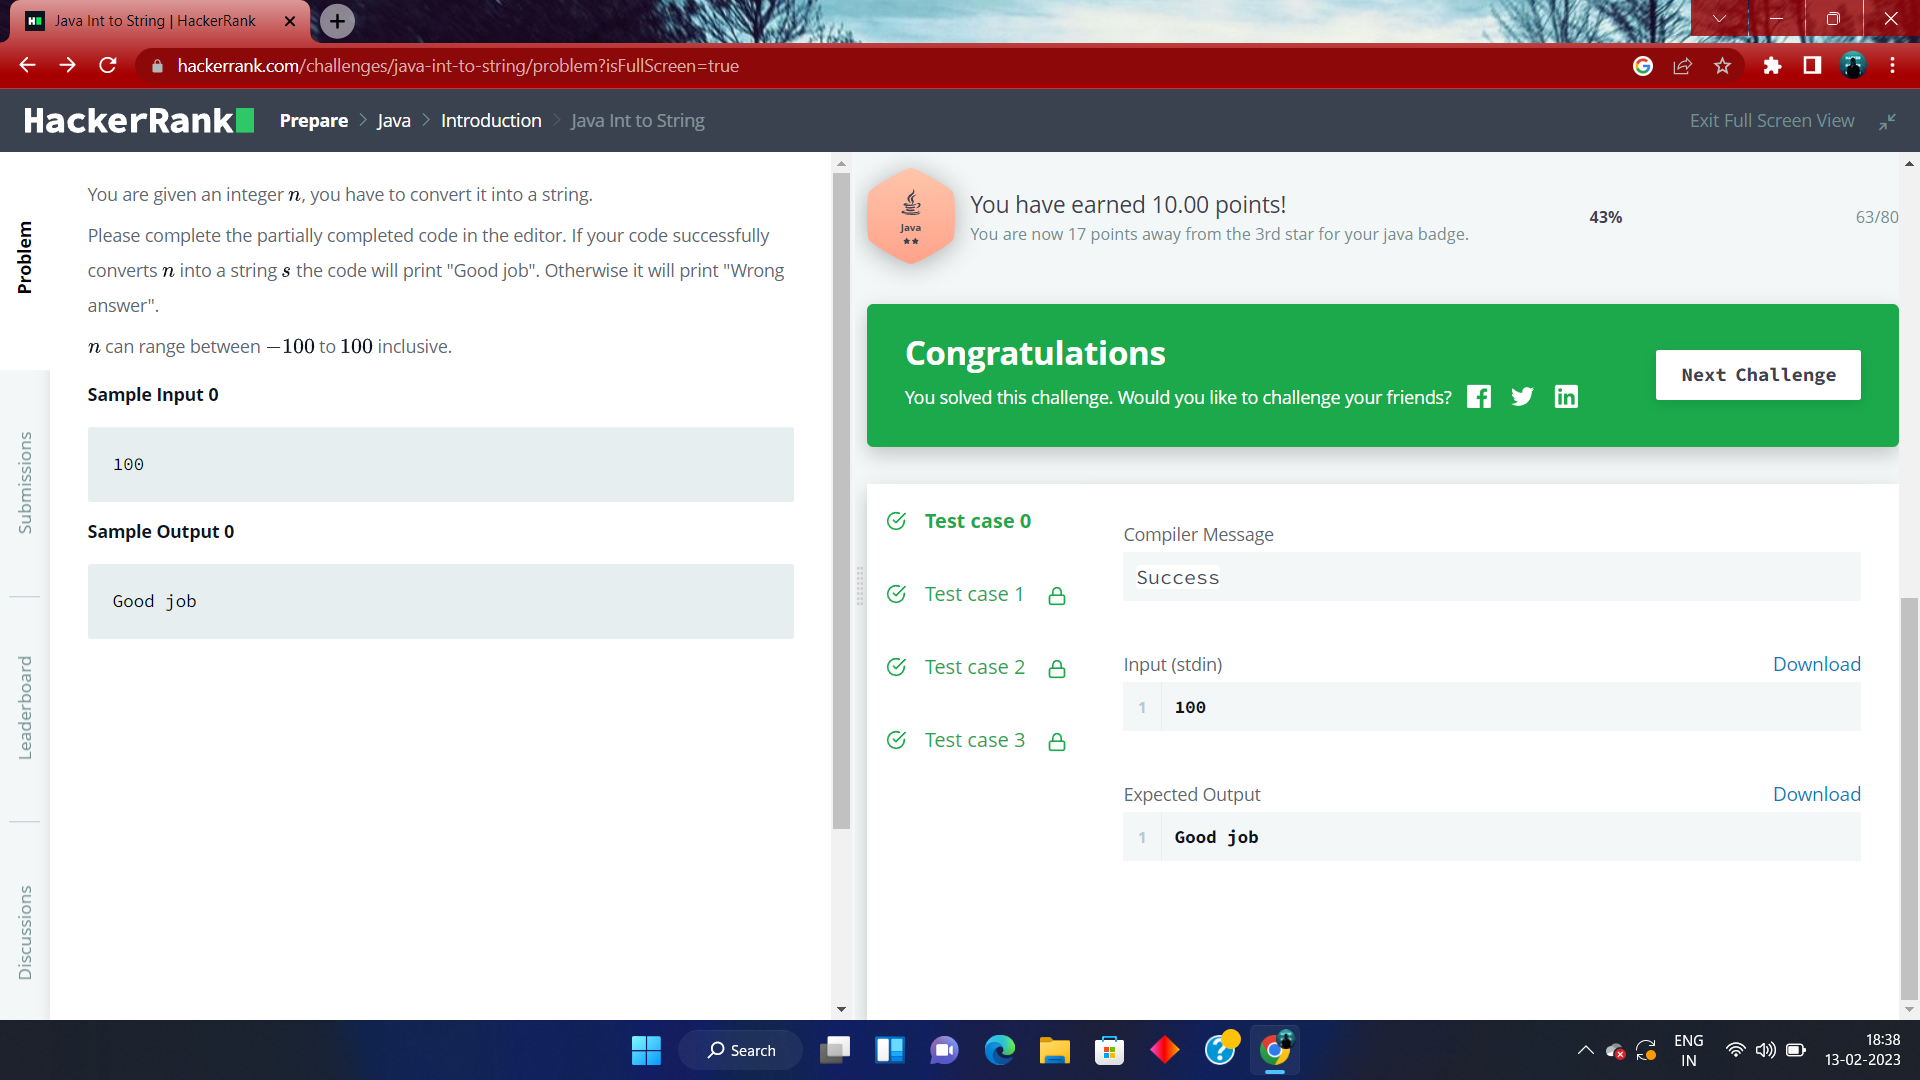 Java Int to String | HackerRank
hackerrank.com/challenges/java-int-to-string/problem?isFullScreen=true
HackerRank
Prepare > Java > Introduction > Java Int to String
Exit Full Screen View
Problem
Submissions
Leaderboard
Discussions
You are given an integer n, you have to convert it into a string.
Please complete the partially completed code in the editor. If your code successfully
converts n into a string s the code will print "Good job". Otherwise it will print "Wrong
answer".
n can range between −100 to 100 inclusive.
Sample Input 0
100
Sample Output 0
Good job
Java
You have earned 10.00 points!
You are now 17 points away from the 3rd star for your java badge.
43%
63/80
Congratulations
You solved this challenge. Would you like to challenge your friends?
Next Challenge
Test case 0
Test case 1
Test case 2
Test case 3
Compiler Message
Success
Input (stdin)
Download
1 100
Expected Output
Download
1 Good job
Search
ENG
IN
18:38
13-02-2023